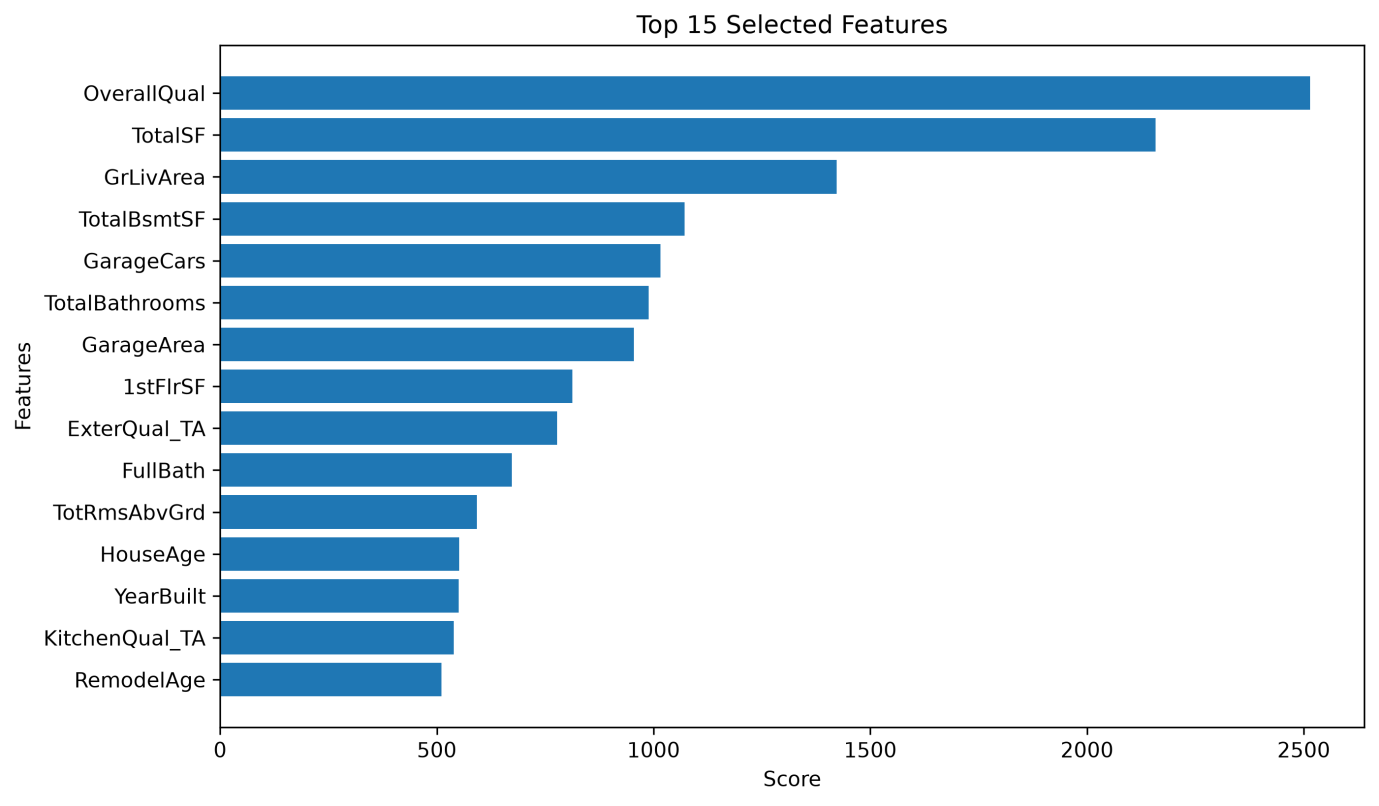 Top 15 Selected Features
OverallQual
TotalSF
GrLivArea
TotalBsmtSF
GarageCars
TotalBathrooms
GarageArea
1stFlrSF
ExterQual_TA
FullBath
TotRmsAbvGrd
HouseAge
YearBuilt
KitchenQual_TA
RemodelAge
Features
0 500 1000 1500 2000 2500
Score